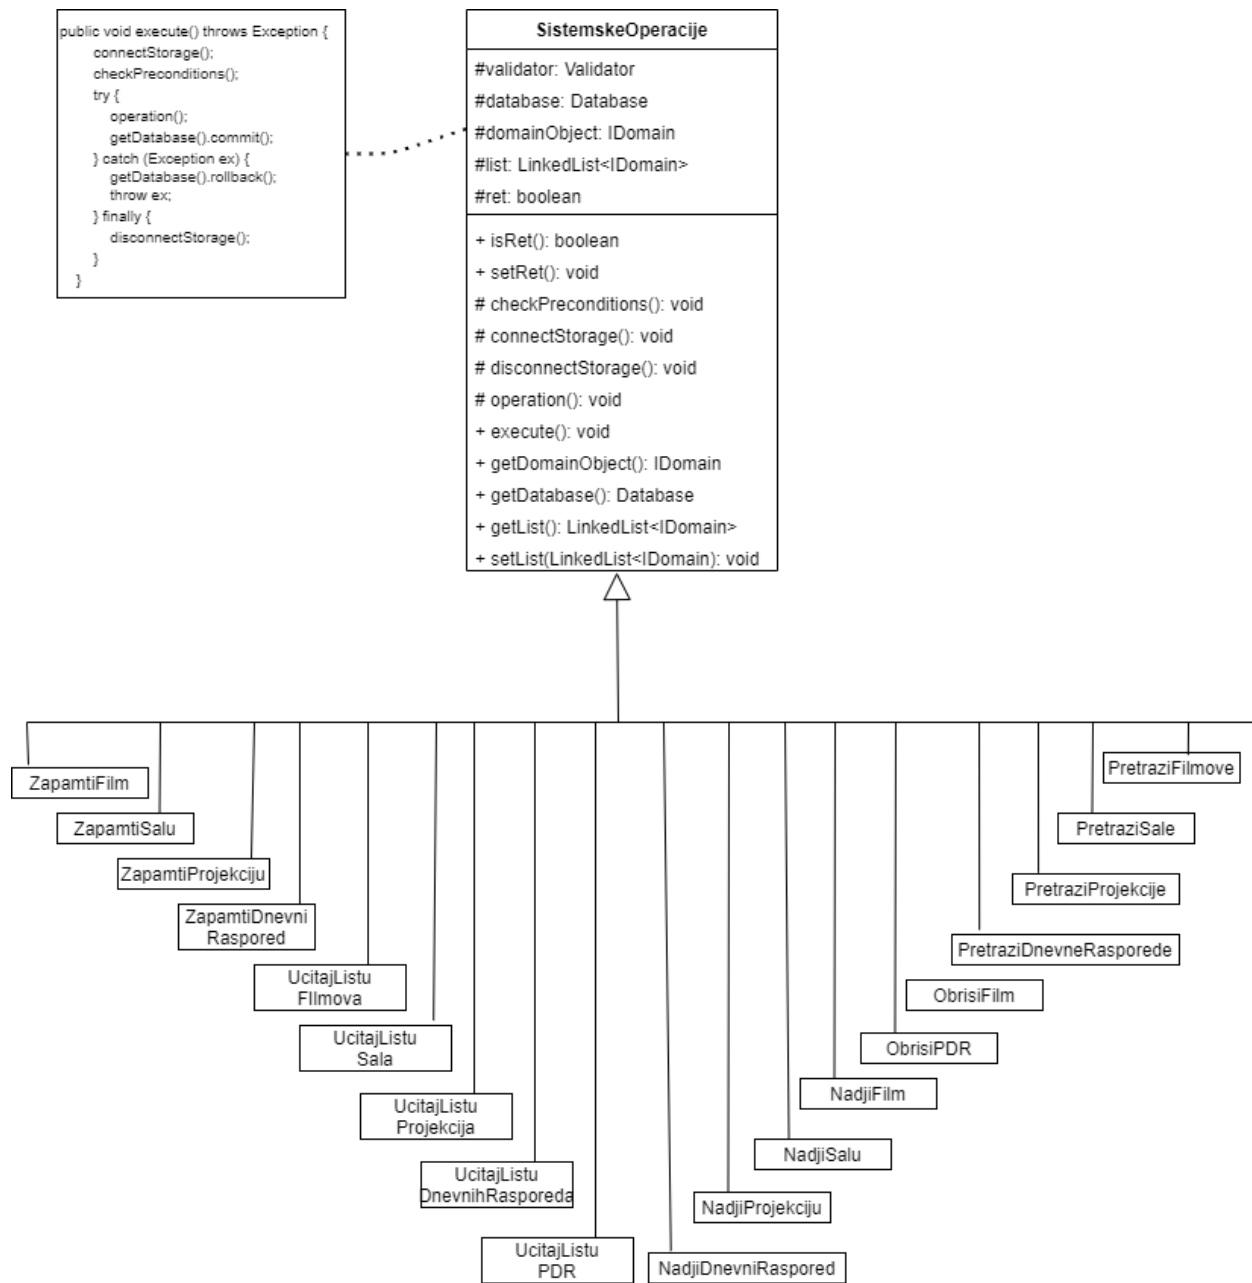 public void execute() throws Exception {
connectStorage();
checkPreconditions();
try {
operation();
getDatabase().commit();
} catch (Exception ex) {
getDatabase().rollback();
throw ex;
} finally {
disconnectStorage();
}
}
SistemskeOperacije
#validator: Validator
#database: Database
#domainObject: IDomain
#list: LinkedList<IDomain>
#ret: boolean
+ isRet(): boolean
+ setRet(): void
# checkPreconditions(): void
# connectStorage(): void
# disconnectStorage(): void
# operation(): void
+ execute(): void
+ getDomainObject(): IDomain
+ getDatabase(): Database
+ getList(): LinkedList<IDomain>
+ setList(LinkedList<IDomain): void
ZapamtiFilm
ZapamtiSalu
ZapamtiProjekciju
ZapamtiDnevni
Raspored
UcitajListu
FIlmova
UcitajListu
Sala
UcitajListu
Projekcija
UcitajListu
DnevnihRasporeda
UcitajListu
PDR
NadjiDnevniRaspored
NadjiProjekciju
NadjiSalu
NadjiFilm
ObrisiPDR
ObrisiFilm
PretraziDnevneRasporede
PretraziProjekcije
PretraziSale
PretraziFilmove